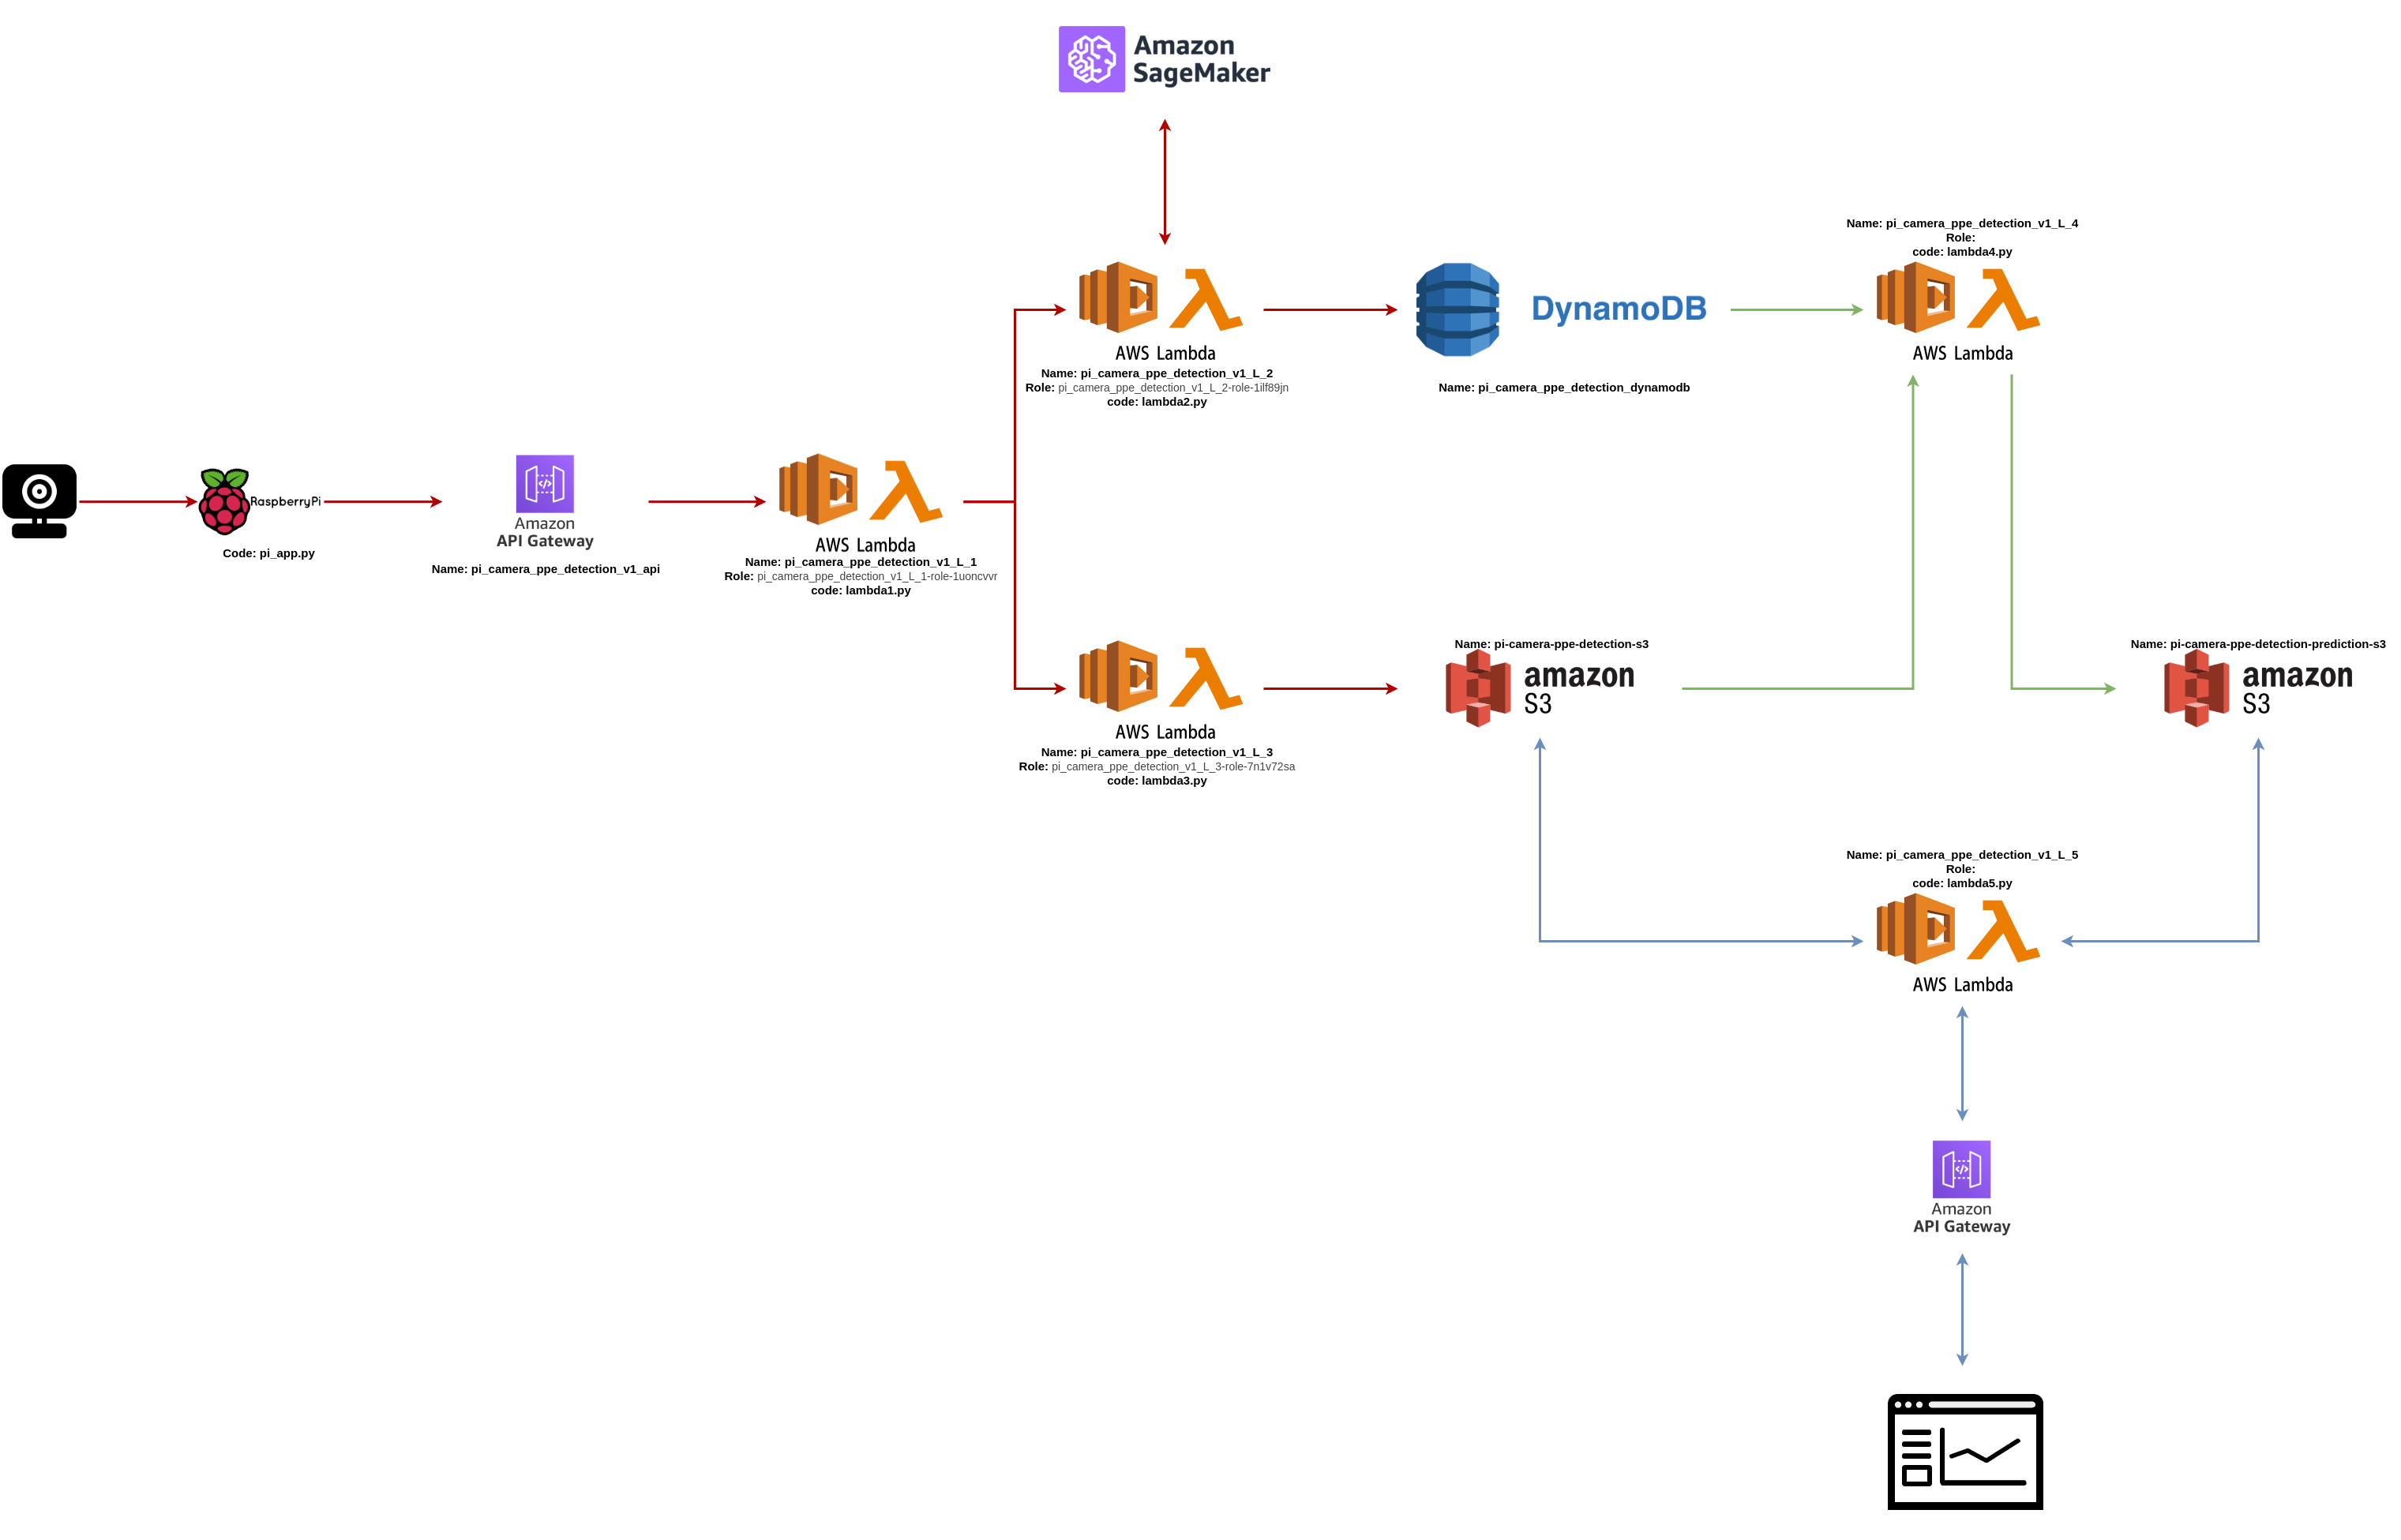 Amazon
SageMaker
Name: pi_camera_ppe_detection_v1_L_4
Role:
code: lambda4.py
AWS Lambda
Name: pi_camera_ppe_detection_v1_L_2
Role: pi_camera_ppe_detection_v1_L_2-role-1ilf89jn
code: lambda2.py
DynamoDB
Name: pi_camera_ppe_detection_dynamodb
AWS Lambda
RaspberryPi
Code: pi_app.py
Amazon
API Gateway
Name: pi_camera_ppe_detection_v1_api
AWS Lambda
Name: pi_camera_ppe_detection_v1_L_1
Role: pi_camera_ppe_detection_v1_L_1-role-1uoncvvr
code: lambda1.py
AWS Lambda
Name: pi_camera_ppe_detection_v1_L_3
Role: pi_camera_ppe_detection_v1_L_3-role-7n1v72sa
code: lambda3.py
Name: pi-camera-ppe-detection-s3
amazon
S3
Name: pi-camera-ppe-detection-prediction-s3
amazon
S3
Name: pi_camera_ppe_detection_v1_L_5
Role:
code: lambda5.py
AWS Lambda
Amazon
API Gateway